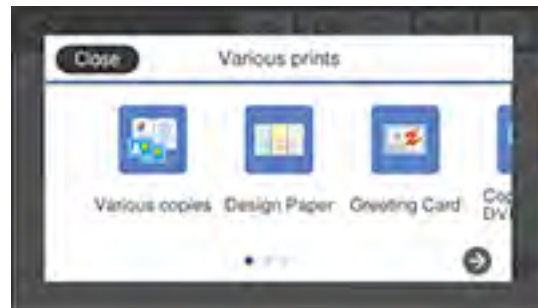 Close
Various prints
Various copies
Design Paper
Greeting Card